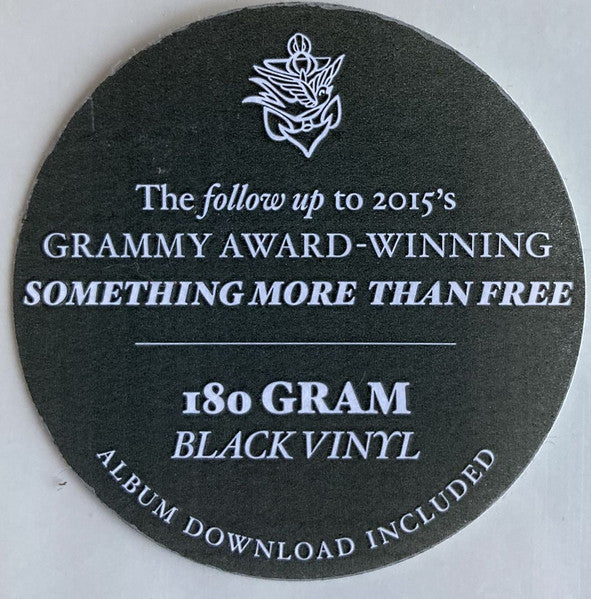 The follow up to 2015's
GRAMMY AWARD-WINNING
SOMETHING MORE THAN FREE
180 GRAM
BLACK VINYL
ALBUM DOWNLOAD INCLUDED